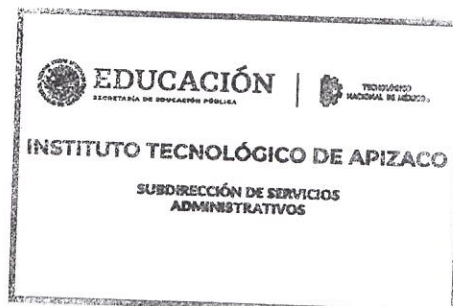 EDUCACIÓN
SECRETARÍA DE EDUCACIÓN PÚBLICA
TECNOLÓGICO
NACIONAL DE MÉXICO
INSTITUTO TECNOLÓGICO DE APIZACO
SUBDIRECCIÓN DE SERVICIOS
ADMINISTRATIVOS